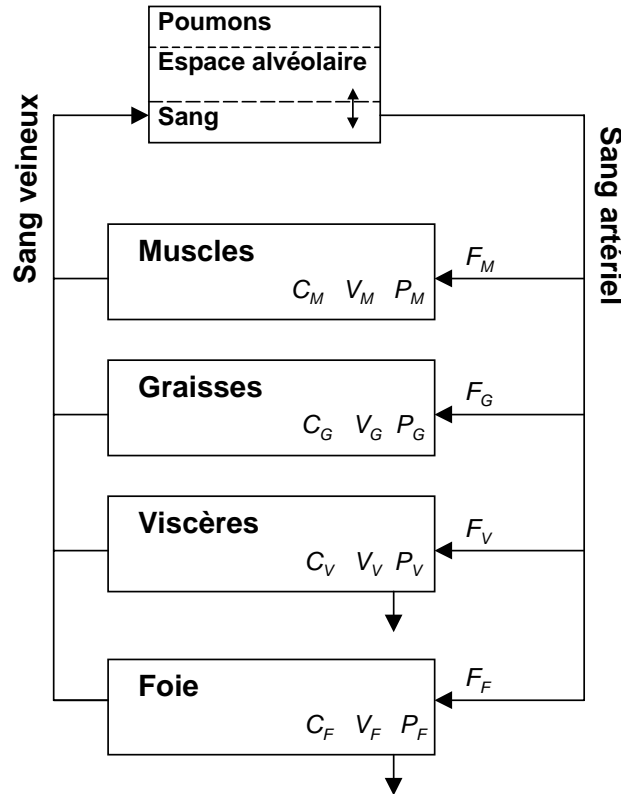 Poumons
Espace alvéolaire
Sang
Sang veineux
Sang artériel
Muscles
F_M
C_M V_M P_M
Graisses
F_G
C_G V_G P_G
Viscères
F_V
C_V V_V P_V
Foie
F_F
C_F V_F P_F